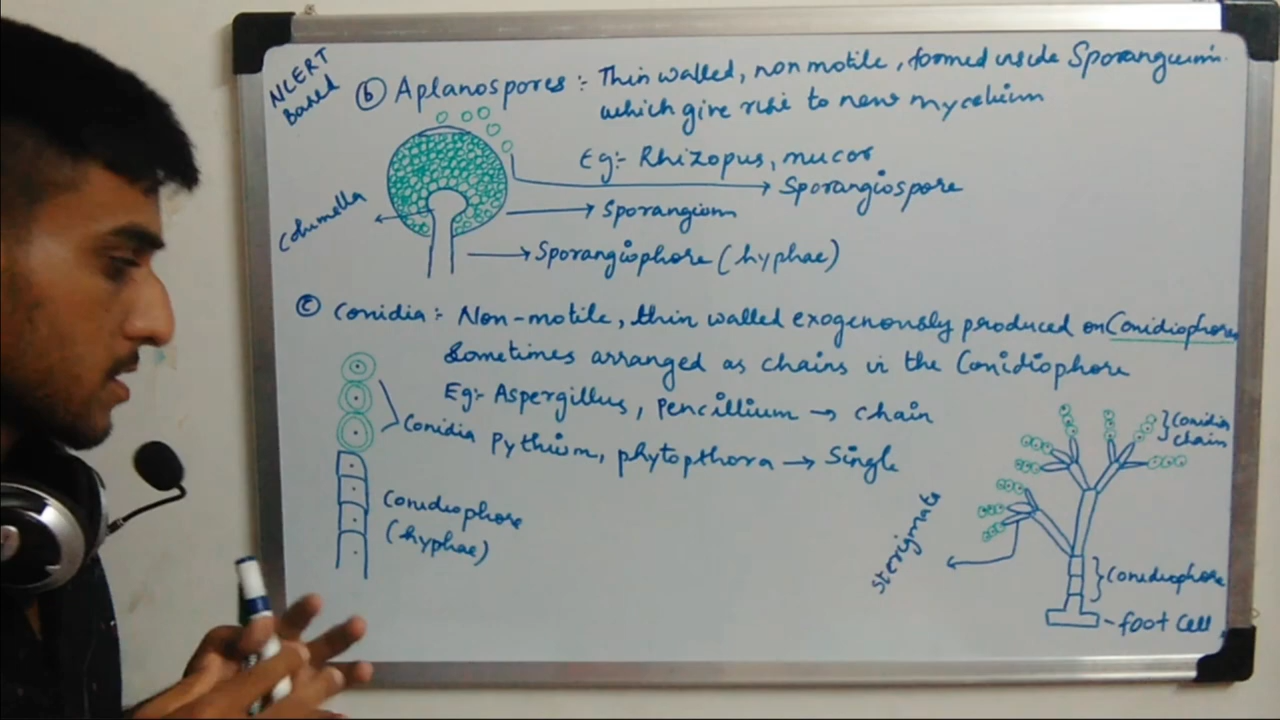 NCERT
Based
(b) Aplanospores :- Thin walled, non motile, formed inside Sporangium.
which give rise to new mycelium
Eg:- Rhizopus, mucor
Sporangiospore
Columella
Sporangium
Sporangiophore (hyphae)
(c) Conidia :- Non-motile, thin walled exogenously produced on Conidiophores
Sometimes arranged as chains in the Conidiophore
Eg:- Aspergillus, Pencillium → chain
Conidia
Pythium, phytopthora → Single
Conidia
chain
Conidiophore
(hyphae)
sterigmata
Conidiophore
foot cell